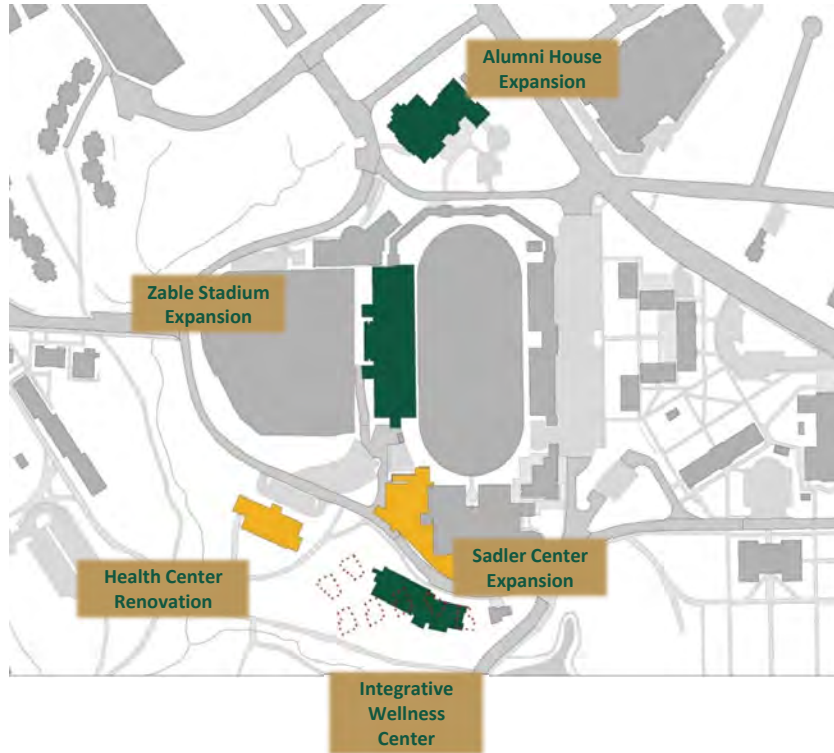 Alumni House
Expansion
Zable Stadium
Expansion
Sadler Center
Expansion
Health Center
Renovation
Integrative
Wellness
Center